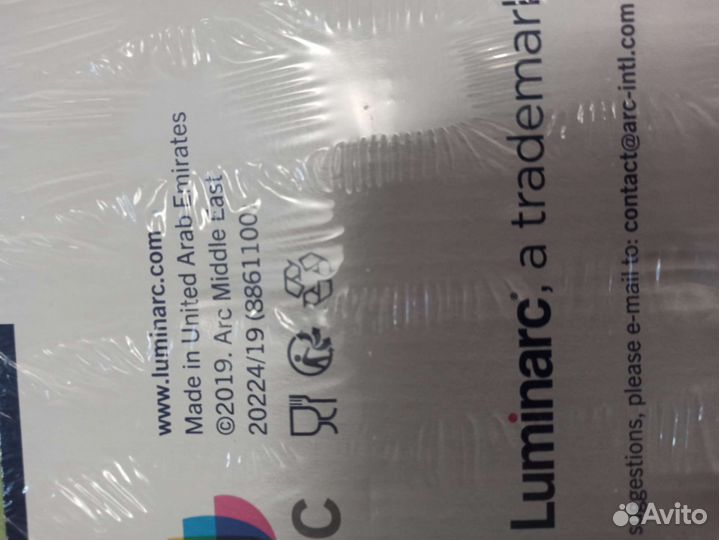 www.luminarc.com
Made in United Arab Emirates
©2019. Arc Middle East
20224/19 (8861100)
C
Luminarc, a trademark
suggestions, please e-mail to: contact@arc-intl.com
Avito